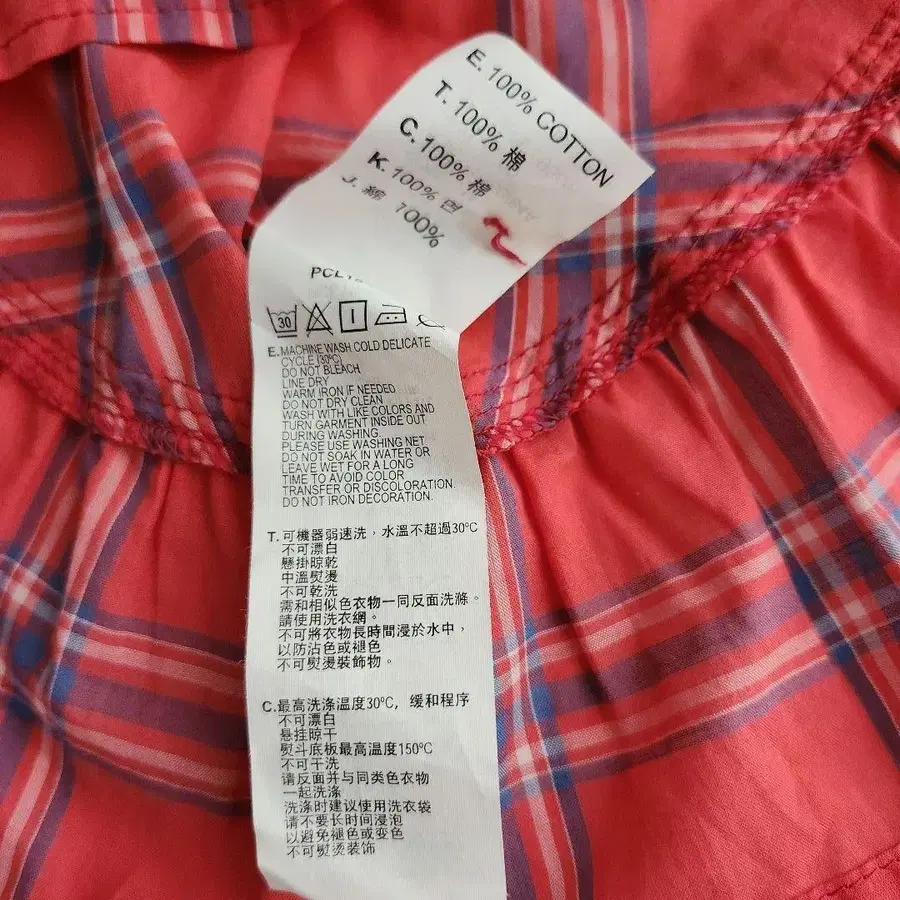 E. 100% COTTON
T. 100% 棉
C. 100% 棉
K. 100% 면
J. 綿 100%
30
E. MACHINE WASH COLD DELICATE
CYCLE (30°C)
DO NOT BLEACH
LINE DRY
WARM IRON IF NEEDED
DO NOT DRY CLEAN
WASH WITH LIKE COLORS AND
TURN GARMENT INSIDE OUT
DURING WASHING
PLEASE USE WASHING NET
DO NOT SOAK IN WATER OR
LEAVE WET FOR A LONG
TIME TO AVOID COLOR
TRANSFER OR DISCOLORATION.
DO NOT IRON DECORATION.
T. 可機器弱速洗，水溫不超過30°C
不可漂白
懸掛晾乾
中溫熨燙
不可乾洗
需和相似色衣物一同反面洗滌。
請使用洗衣網。
不可將衣物長時間浸於水中，
以防沾色或褪色
不可熨燙裝飾物。
C. 最高洗涤温度30°C，缓和程序
不可漂白
悬挂晾干
熨斗底板最高温度150°C
不可干洗
请反面并与同类色衣物
一起洗涤
洗涤时建议使用洗衣袋
请不要长时间浸泡
以避免褪色或变色
不可熨烫装饰